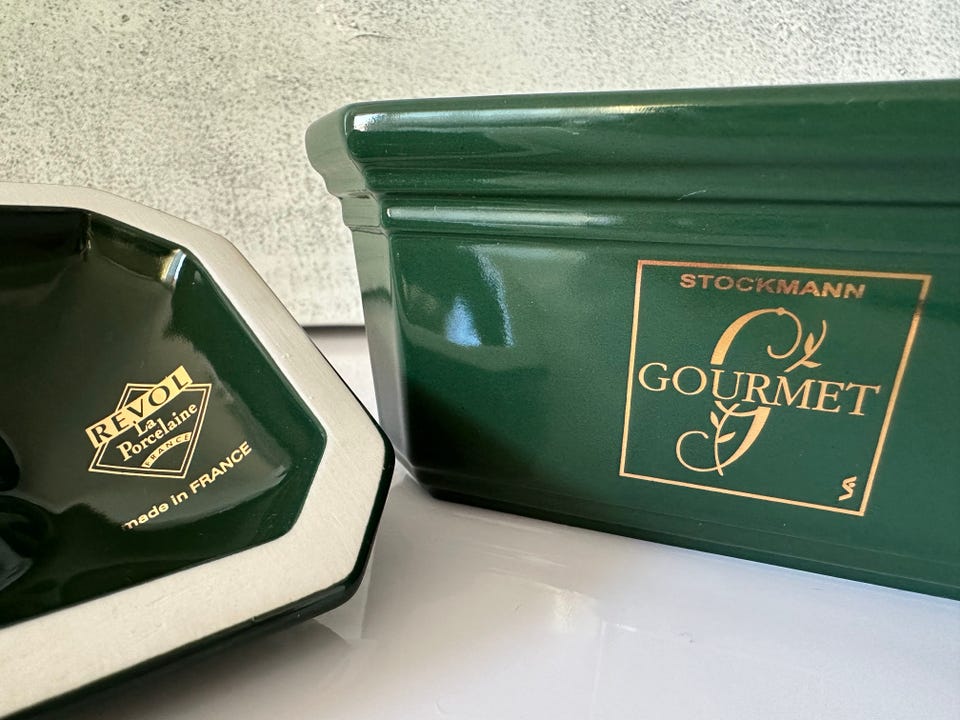 REVOL
La
Porcelaine
FRANCE
made in FRANCE
STOCKMANN
G
GOURMET
S